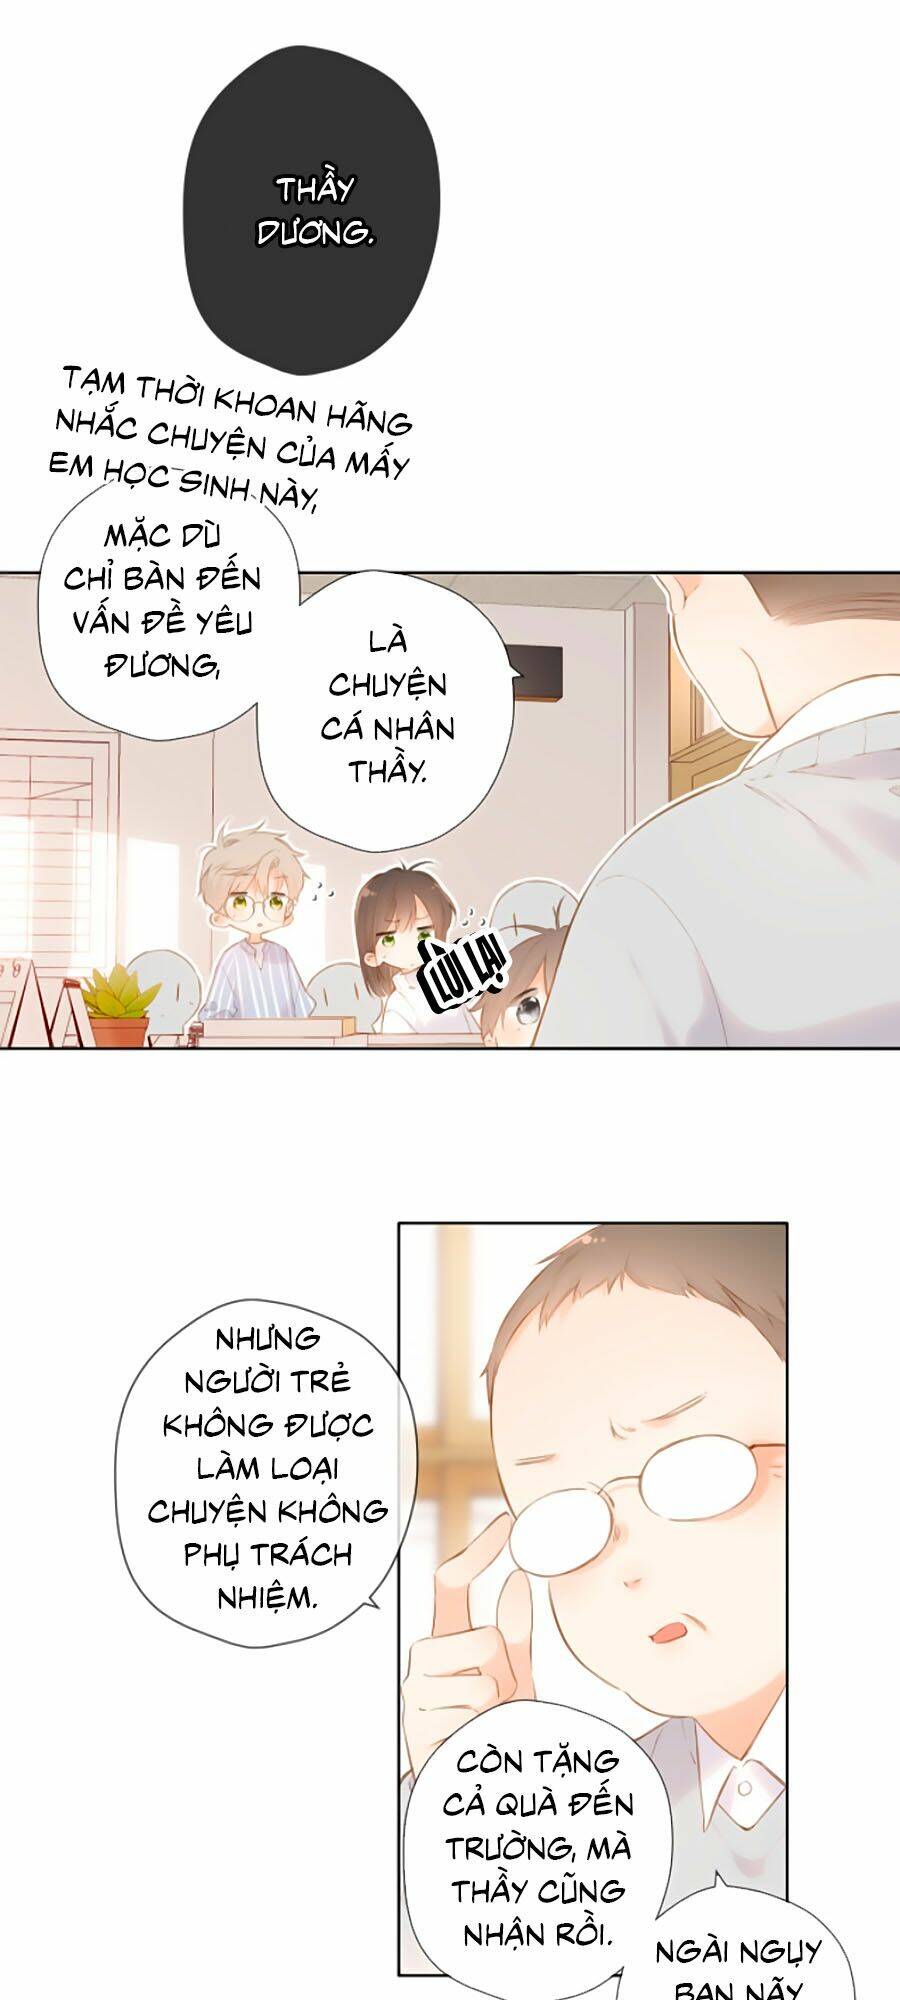 THẦY
DƯƠNG.
TẠM THỜI KHOAN HÃNG
NHẮC CHUYỆN CỦA MẤY
EM HỌC SINH NÀY,
MẶC DÙ
CHỈ BÀN ĐẾN
VẤN ĐỀ YÊU
ĐƯƠNG,
LÀ
CHUYỆN
CÁ NHÂN
THẦY.
LÙI LẠI
NHƯNG
NGƯỜI TRẺ
KHÔNG ĐƯỢC
LÀM LOẠI
CHUYỆN KHÔNG
PHỤ TRÁCH
NHIỆM.
CÒN TẶNG
CẢ QUÀ ĐẾN
TRƯỜNG, MÀ
THẦY CŨNG
NHẬN RỒI.
NGÀI NGỤY
BAN NÃY